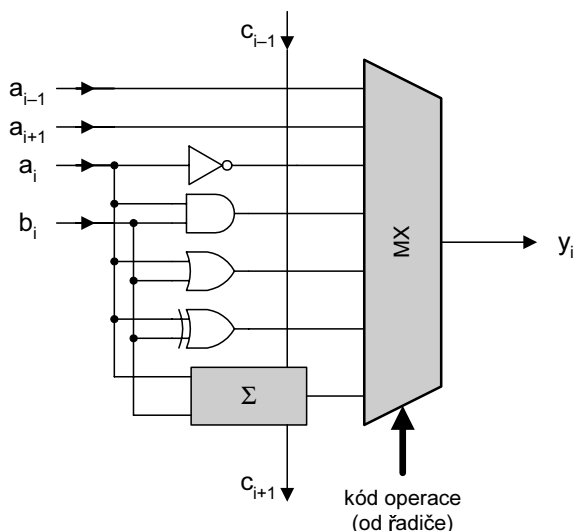 c_{i–1}
a_{i–1}
a_{i+1}
a_i
b_i
MX
y_i
Σ
c_{i+1}
kód operace
(od řadiče)